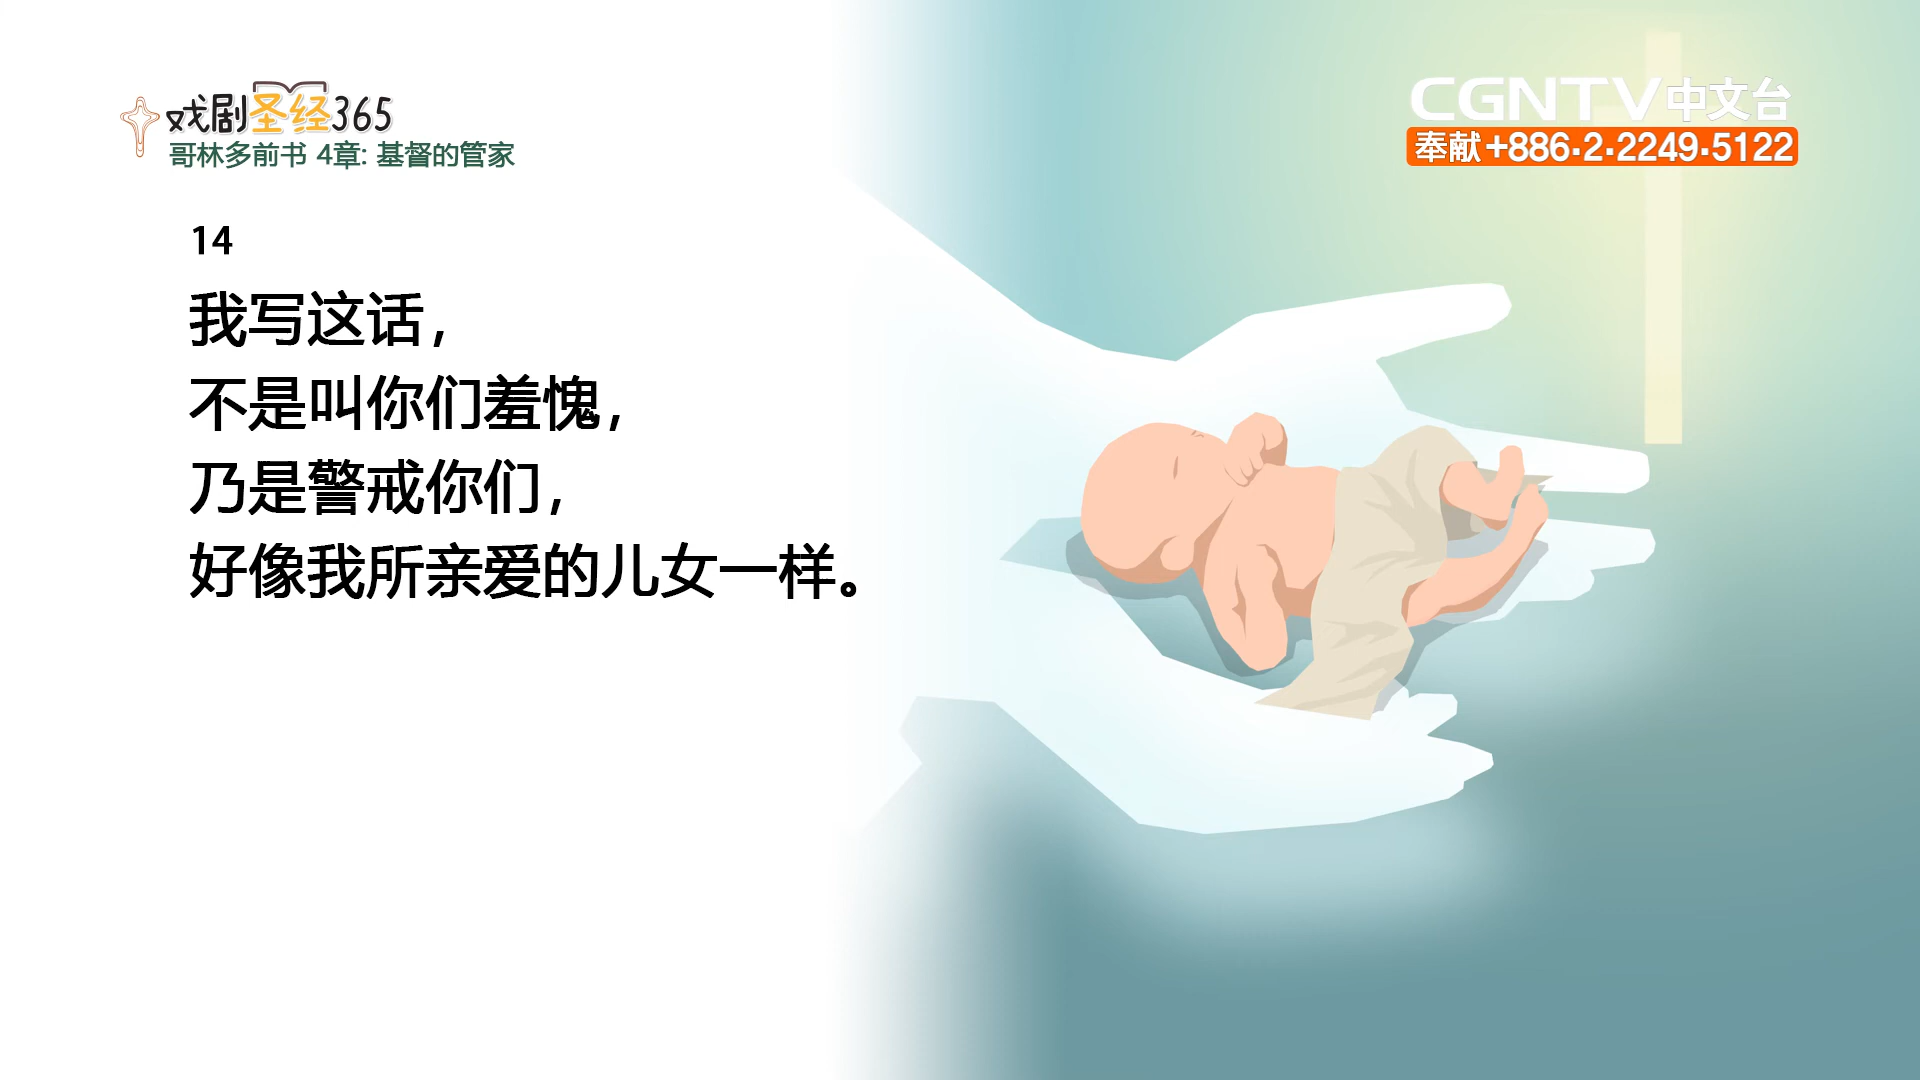 戏剧圣经365
哥林多前书 4章: 基督的管家
CGNTV中文台
奉献+886·2·2249·5122
14
我写这话，
不是叫你们羞愧，
乃是警戒你们，
好像我所亲爱的儿女一样。